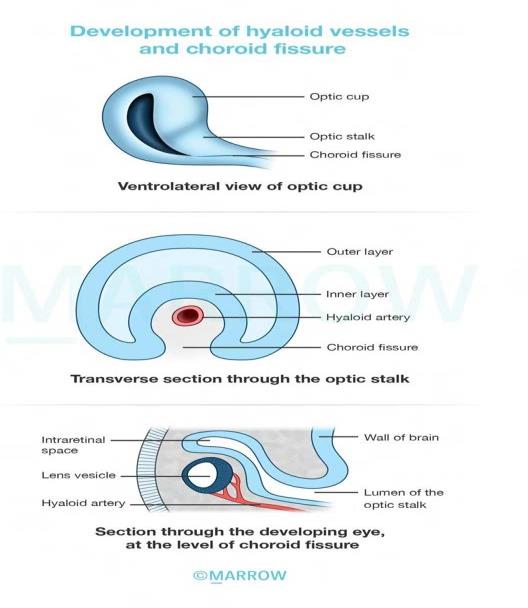 Development of hyaloid vessels
and choroid fissure
Optic cup
Optic stalk
Choroid fissure
Ventrolateral view of optic cup
MARROW
Outer layer
Inner layer
Hyaloid artery
Choroid fissure
Transverse section through the optic stalk
Intraretinal
space
Wall of brain
Lens vesicle
Hyaloid artery
Lumen of the
optic stalk
Section through the developing eye,
at the level of choroid fissure
©MARROW